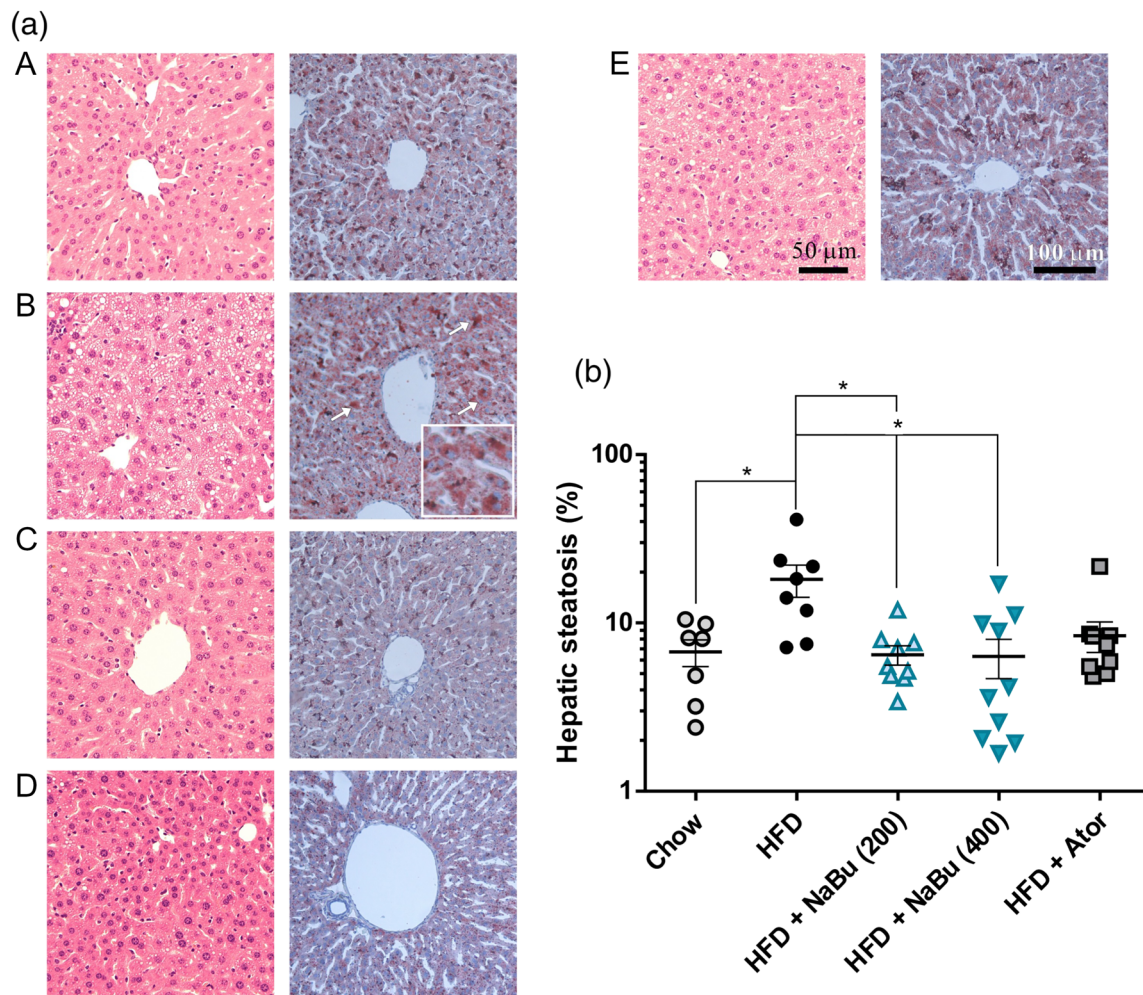 (a)
A
E
50 µm
100 µm
B
(b)
*
*
*
100
10
1
Hepatic steatosis (%)
C
D
Chow
HFD
HFD + NaBu (200)
HFD + NaBu (400)
HFD + Ator